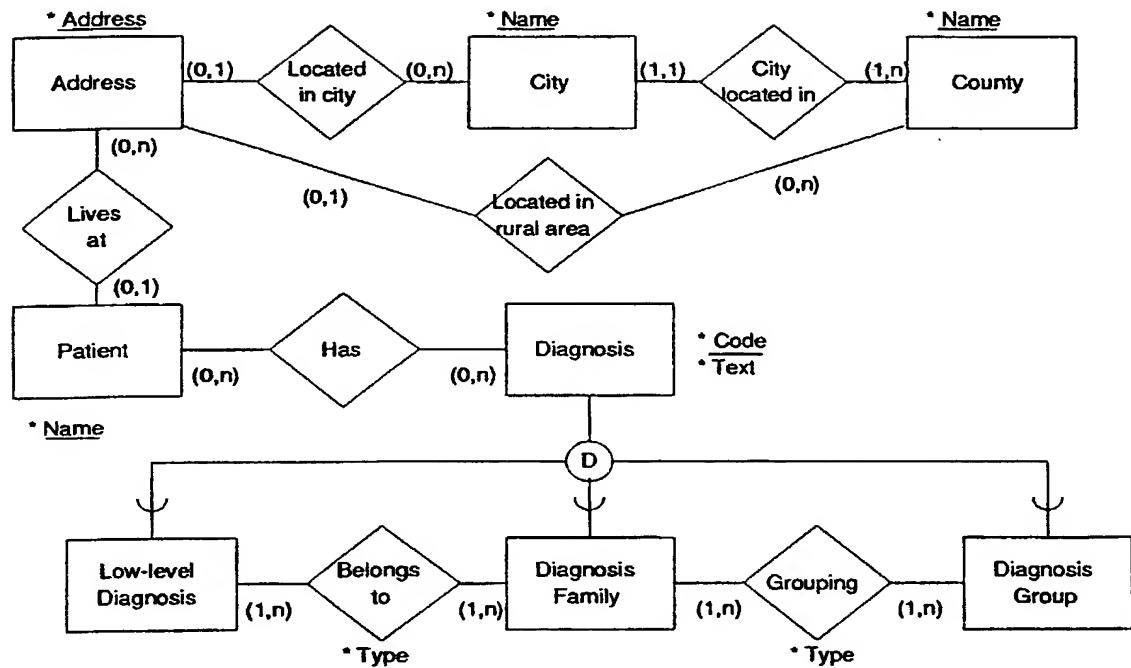 * Address
* Name
* Name
Address
(0,1)
Located
in city
(0,n)
City
(1,1)
City
located in
(1,n)
County
(0,n)
(0,1)
Located in
rural area
(0,n)
Lives
at
(0,1)
Patient
(0,n)
Has
(0,n)
Diagnosis
* Code
* Text
* Name
D
Low-level
Diagnosis
(1,n)
Belongs
to
(1,n)
Diagnosis
Family
(1,n)
Grouping
(1,n)
Diagnosis
Group
* Type
* Type